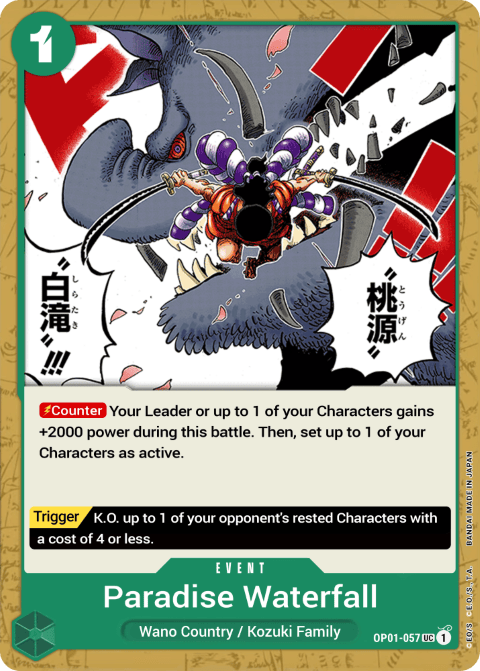 1
〝桃源
とうげん
〝白滝〟!!!
しらたき
Counter Your Leader or up to 1 of your Characters gains
+2000 power during this battle. Then, set up to 1 of your
Characters as active.
Trigger K.O. up to 1 of your opponent's rested Characters with
a cost of 4 or less.
EVENT
Paradise Waterfall
Wano Country / Kozuki Family
OP01-057 UC 1
©E.O./S. ©E.O./S.,T.A. BANDAI MADE IN JAPAN